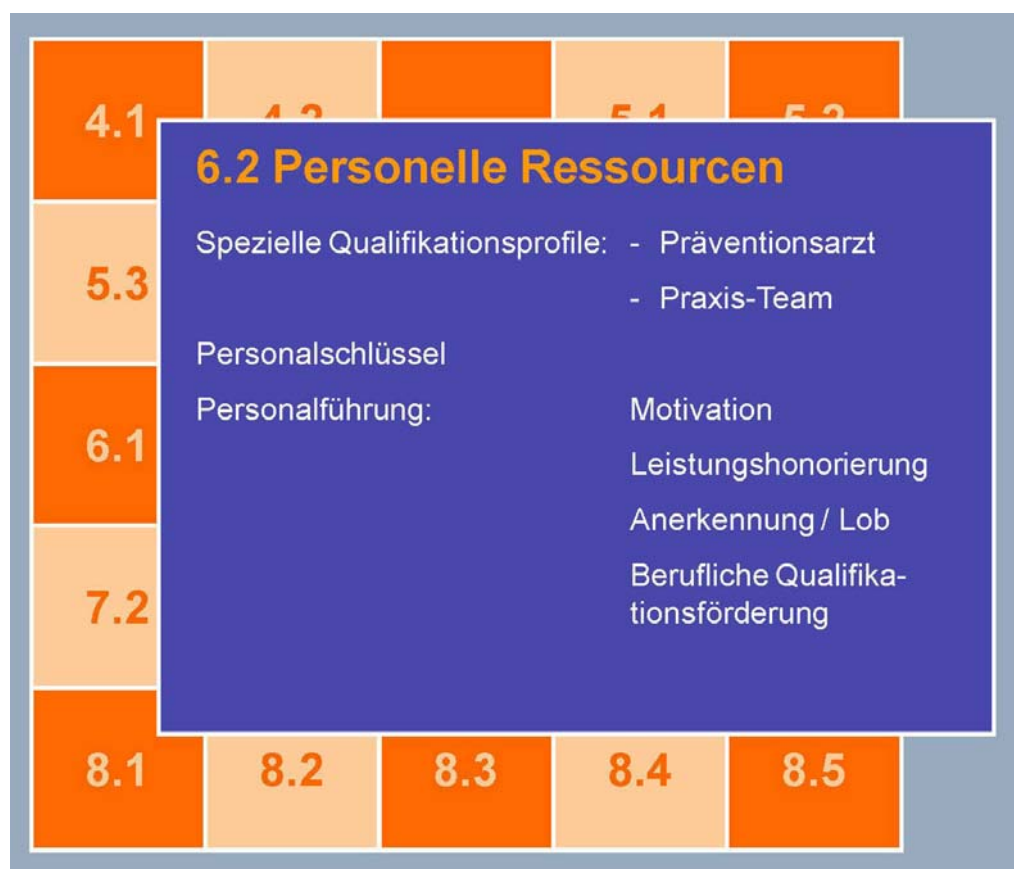 4.1
6.2 Personelle Ressourcen
Spezielle Qualifikationsprofile: - Präventionsarzt
- Praxis-Team
5.3
Personalschlüssel
Personalführung: Motivation
6.1
Leistungshonorierung
Anerkennung / Lob
Berufliche Qualifika-
tionsförderung
7.2
8.1 8.2 8.3 8.4 8.5